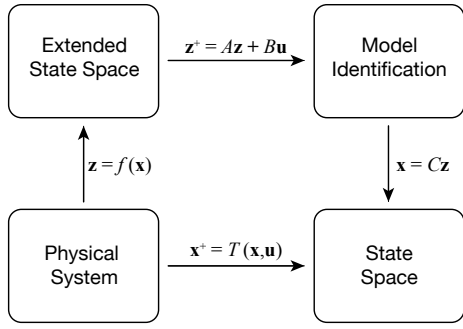 Extended
State Space
z⁺ = Az + Bu
Model
Identification
z = f(x)
x = Cz
Physical
System
x⁺ = T(x,u)
State
Space